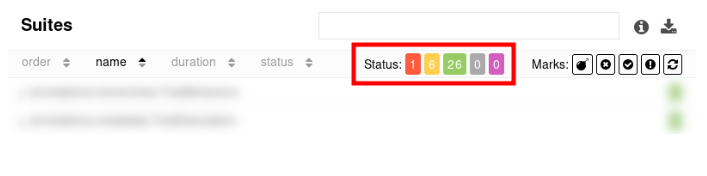 Suites
order name duration status Status: 1 6 26 0 0 Marks: